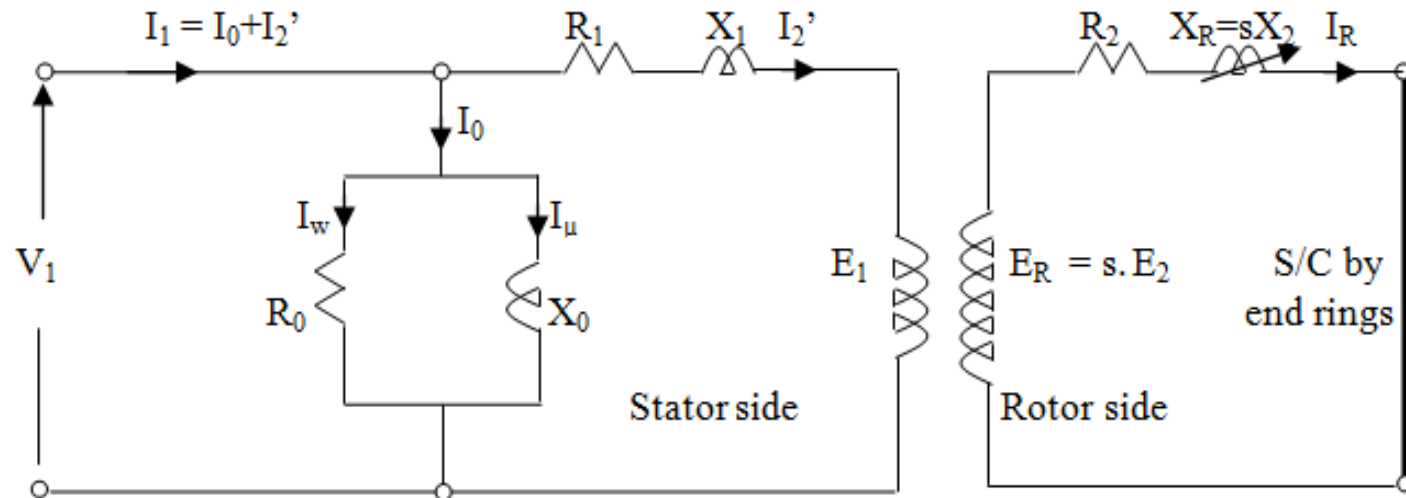 I₁ = I₀+I₂’
R₁
X₁
I₂’
R₂
X_R=sX₂
I_R
I₀
I_w
I_μ
V₁
R₀
X₀
E₁
E_R = s. E₂
S/C by
end rings
Stator side
Rotor side